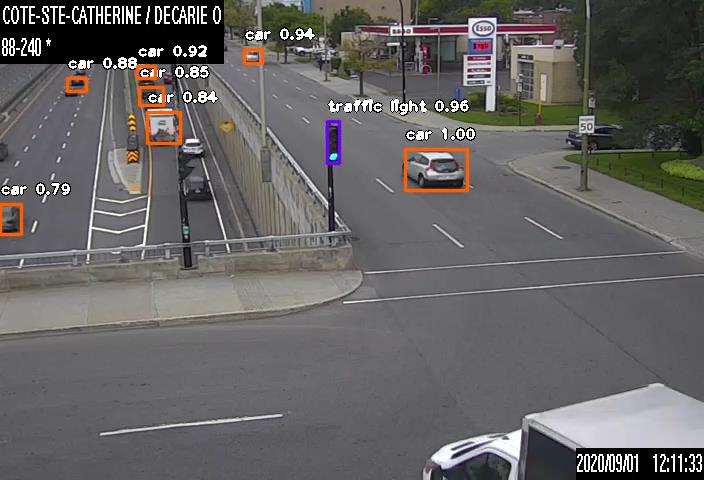 COTE-STE-CATHERINE / DECARIE O
88-240 *
car 0.94
car 0.92
car 0.88
car 0.85
car 0.84
traffic light 0.96
car 1.00
car 0.79
Esso
50
2020/09/01 12:11:33